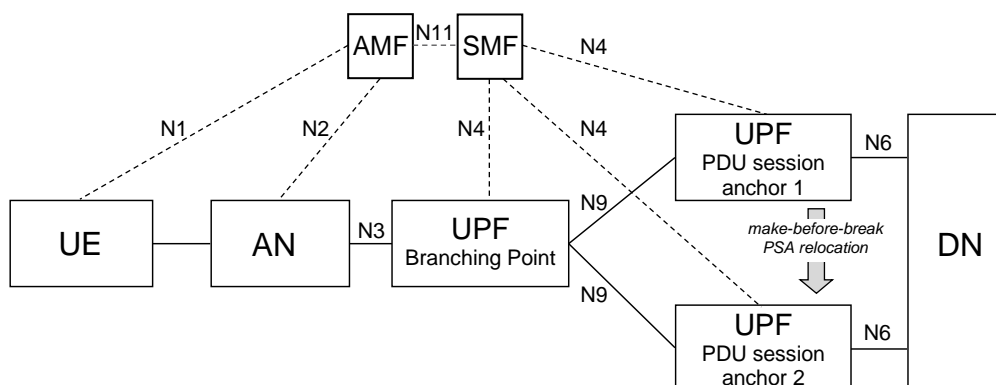 AMF
N11
SMF
N4
N1
N2
N4
N4
UPF
PDU session
anchor 1
N6
UE
AN
N3
UPF
Branching Point
N9
make-before-break
PSA relocation
DN
N9
UPF
PDU session
anchor 2
N6